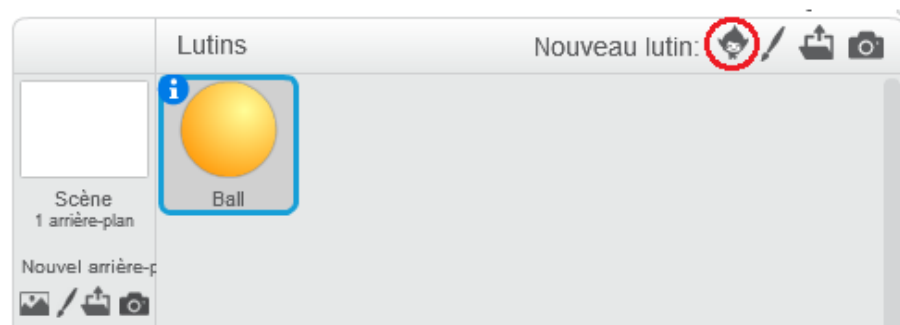 Lutins
Nouveau lutin:
i
Ball
Scène
1 arrière-plan
Nouvel arrière-p